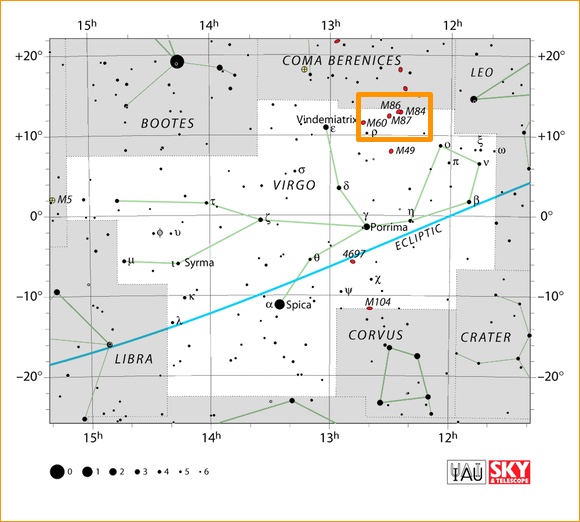 15h 14h 13h 12h
+20° COMA BERENICES LEO +20°
M86 M84
BOOTES Vindemiatrix M60 M87
+10° ε ρ +10°
ο ξ
M49 π ν ω
σ
VIRGO δ
M5 τ β
0° ζ γ η 0°
Porrima
ϕ υ ECLIPTIC
μ ι Syrma θ 4697
χ
-10° κ α Spica ψ -10°
λ M104
LIBRA CORVUS CRATER
-20° -20°
15h 14h 13h 12h
0 1 2 3 4 5 6
IAU SKY
& TELESCOPE